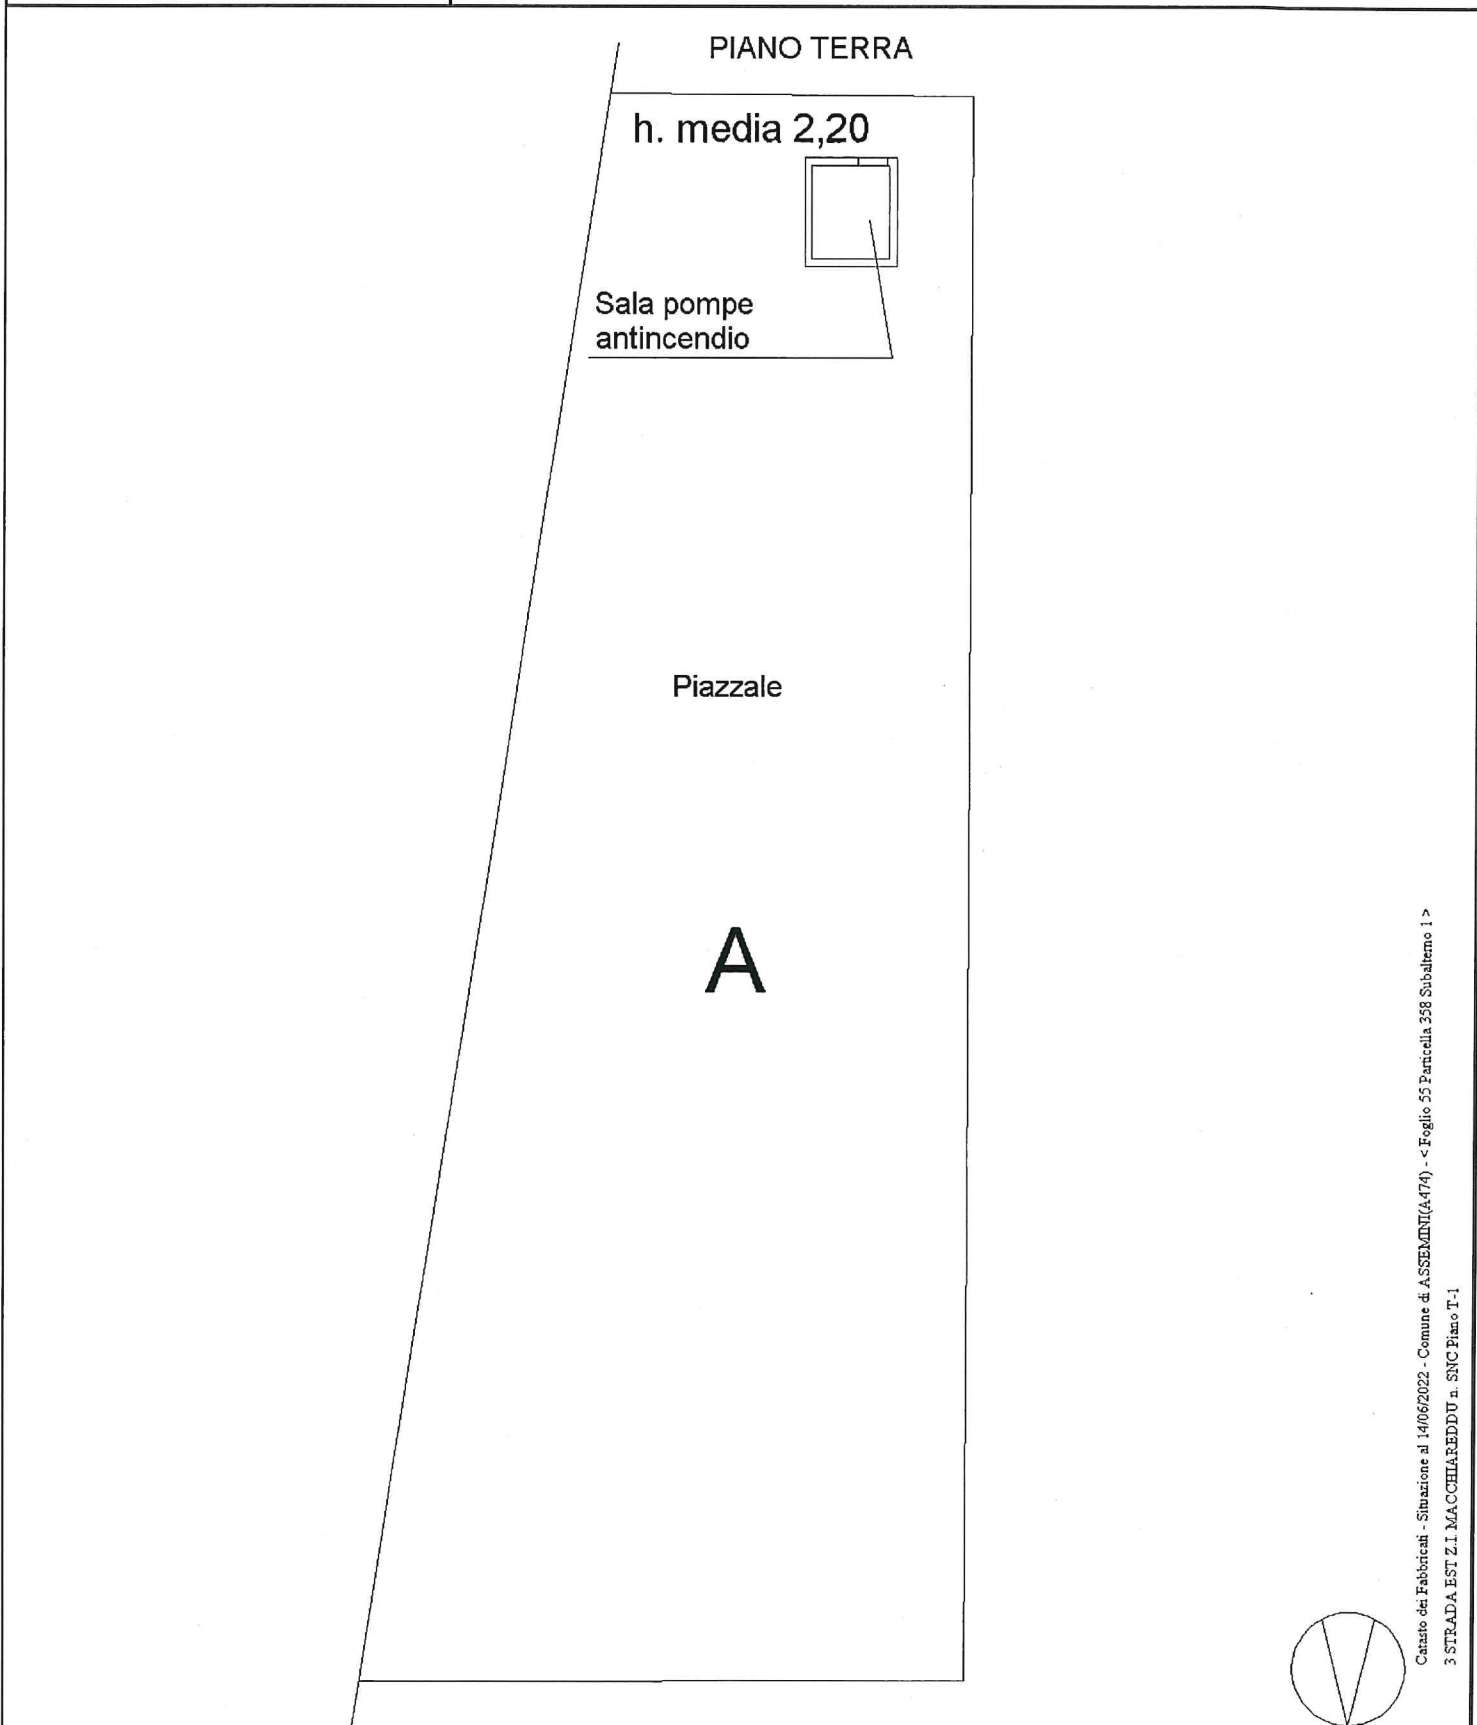 PIANO TERRA
h. media 2,20
Sala pompe
antincendio
Piazzale
A
Catasto dei Fabbricati - Situazione al 14/06/2022 - Comune di ASSEMINI(A474) - < Foglio 55 Particella 358 Subalterno 1 >
3 STRADA EST Z.I. MACCHIAREDDU n. SNC Piano T-1